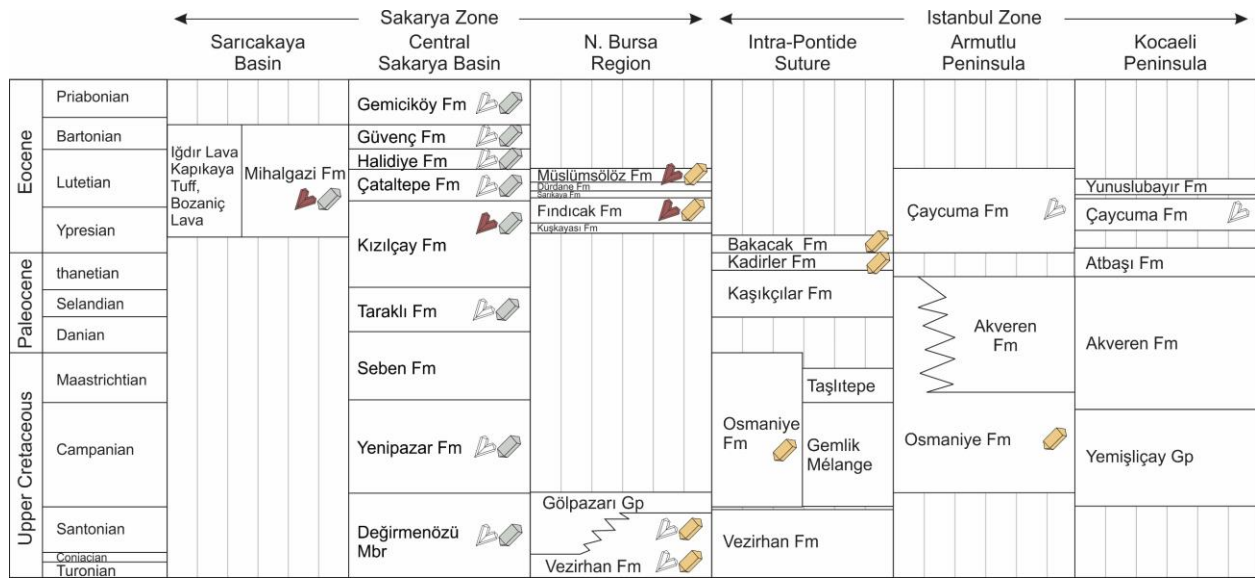 Sakarya Zone
Istanbul Zone
Sarıcakaya
Basin
Central
Sakarya Basin
N. Bursa
Region
Intra-Pontide
Suture
Armutlu
Peninsula
Kocaeli
Peninsula
Eocene
Paleocene
Upper Cretaceous
Priabonian
Bartonian
Lutetian
Ypresian
thanetian
Selandian
Danian
Maastrichtian
Campanian
Santonian
Coniacian
Turonian
Iğdır Lava
Kapıkaya
Tuff,
Bozaniç
Lava
Mihalgazi Fm
Gemiciköy Fm
Güvenç Fm
Halidiye Fm
Çataltepe Fm
Kızılçay Fm
Taraklı Fm
Seben Fm
Yenipazar Fm
Değirmenözü
Mbr
Müslümsölöz Fm
Dürdane Fm
Sarıkaya Fm
Fındıcak Fm
Kuşkayası Fm
Gölpazarı Gp
Vezirhan Fm
Bakacak Fm
Kadirler Fm
Kaşıkçılar Fm
Osmaniye
Fm
Taşlıtepe
Gemlik
Mélange
Vezirhan Fm
Çaycuma Fm
Akveren
Fm
Osmaniye Fm
Yunuslubayır Fm
Çaycuma Fm
Atbaşı Fm
Akveren Fm
Yemişliçay Gp